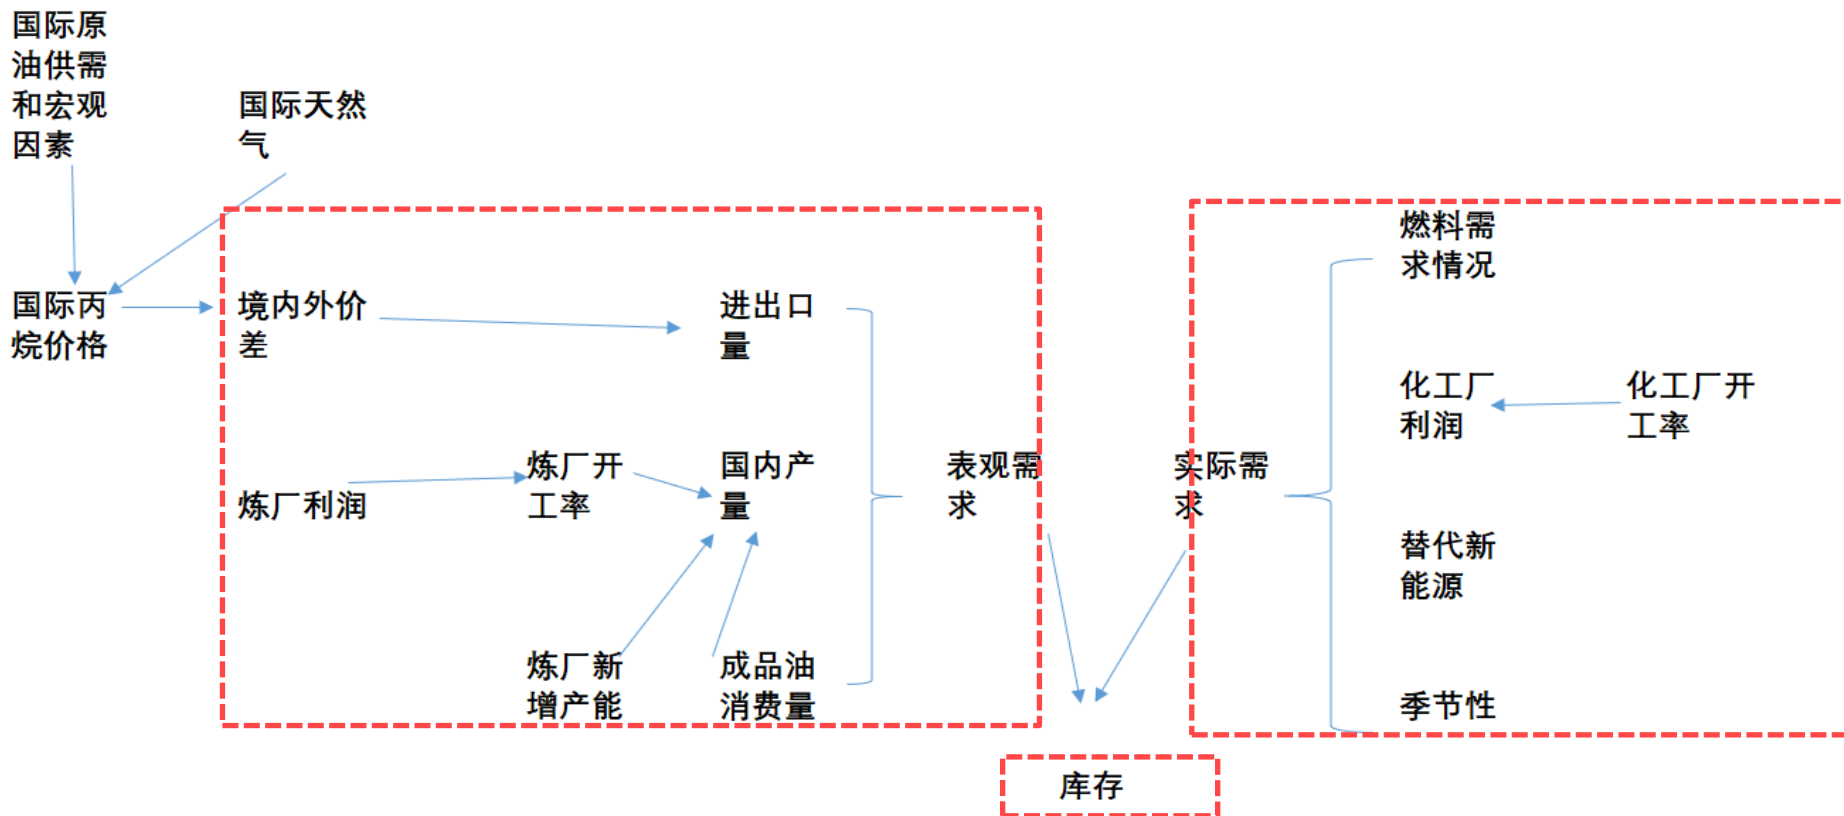 国际原
油供需
和宏观
因素
国际天然
气
国际丙
烷价格
境内外价
差
进出口
量
炼厂利润
炼厂开
工率
国内产
量
炼厂新
增产能
成品油
消费量
表观需
求
实际需
求
燃料需
求情况
化工厂
利润
化工厂开
工率
替代新
能源
季节性
库存